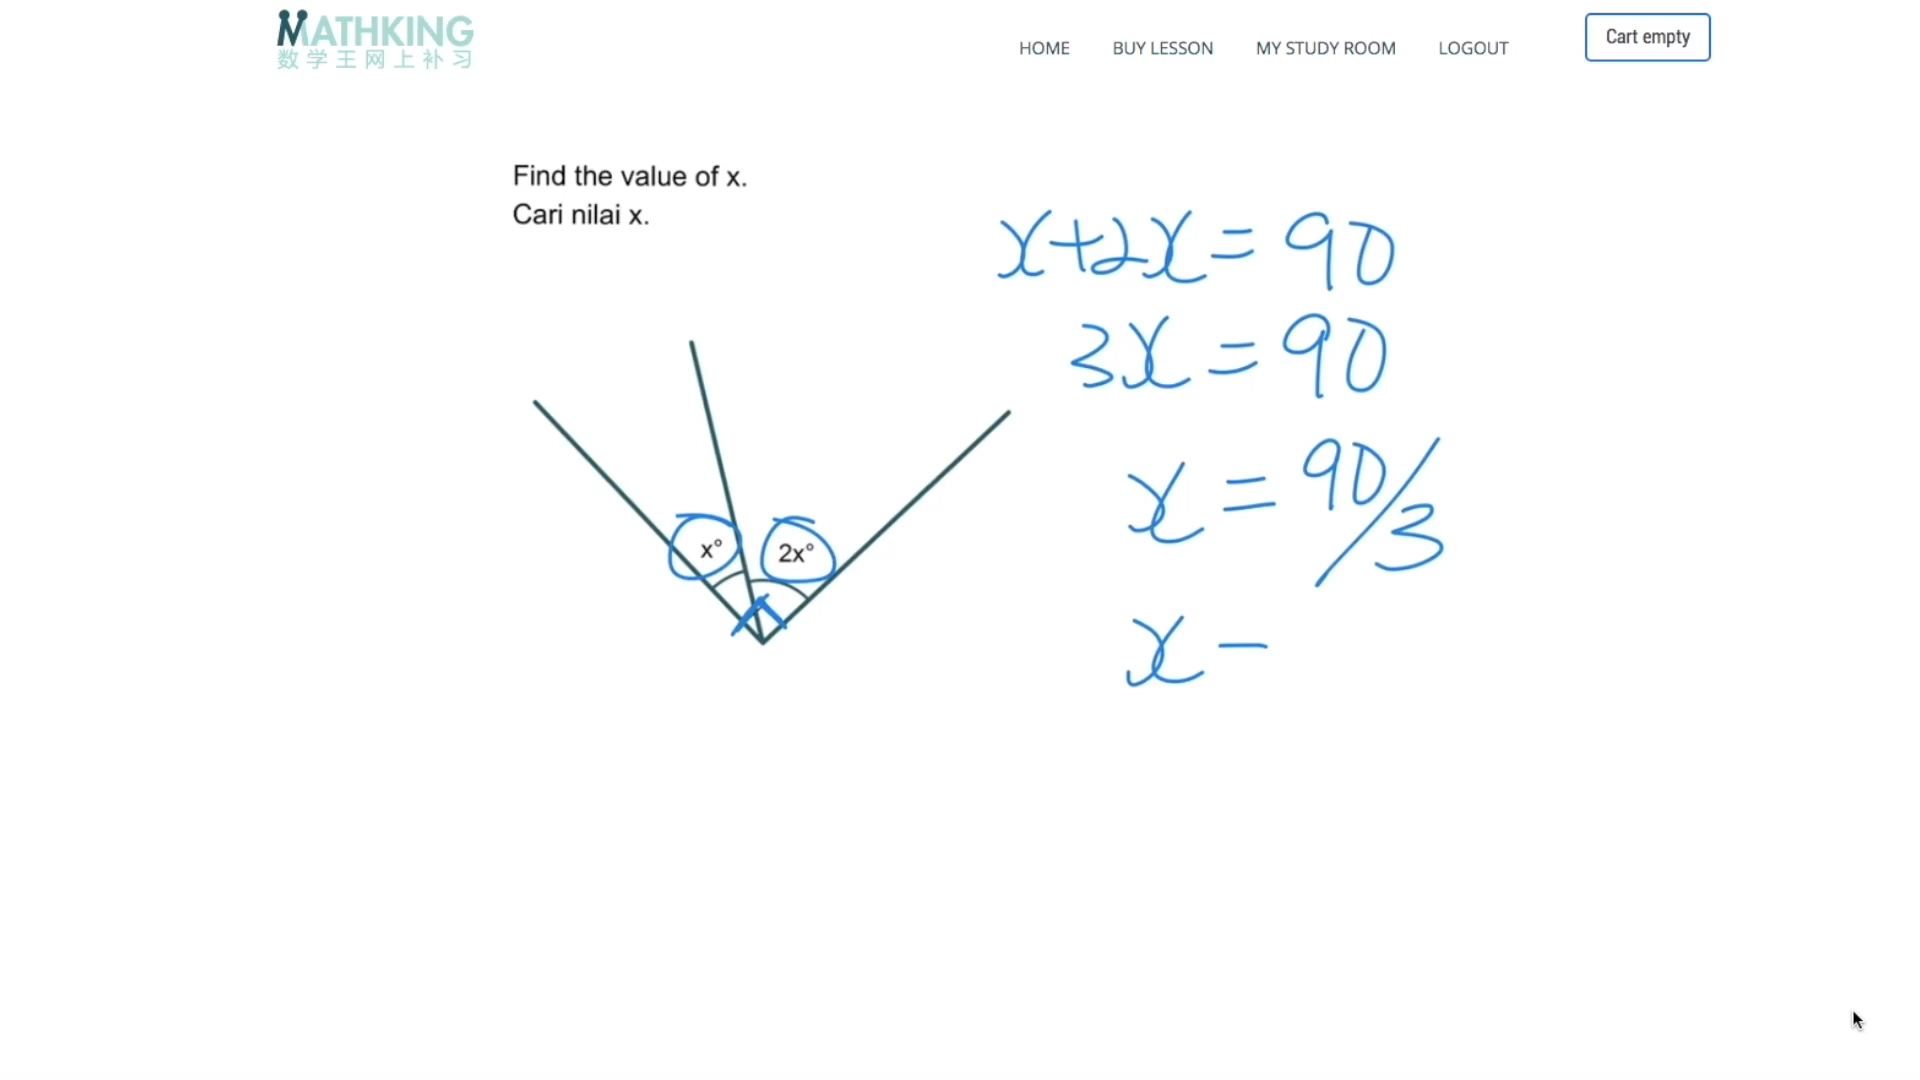 MATHKING
数学王网上补习
HOME
BUY LESSON
MY STUDY ROOM
LOGOUT
Cart empty
Find the value of x.
Cari nilai x.
x+2x=90
3x=90
x=90/3
x-
x°
2x°